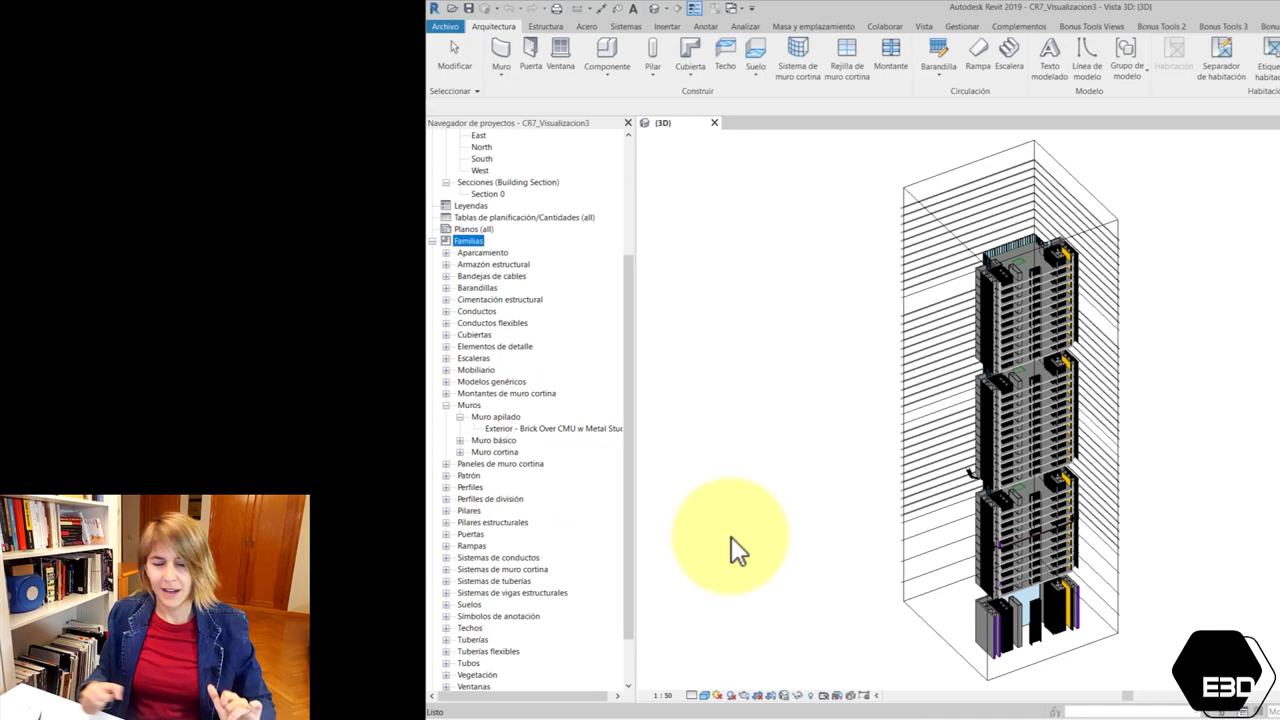 Autodesk Revit 2019 - CR7_Visualizacion3 - Vista 3D: {3D}
Archivo Arquitectura Estructura Acero Sistemas Insertar Anotar Analizar Masa y emplazamiento Colaborar Vista Gestionar Complementos Bonus Tools Views Bonus Tools 2 Bonus Tools 3
Modificar Muro Puerta Ventana Componente Pilar Cubierta Techo Suelo Sistema de muro cortina Rejilla de muro cortina Montante Barandilla Rampa Escalera Texto modelado Línea de modelo Grupo de modelo Habitación Separador de habitación
Seleccionar Construir Circulación Modelo
Navegador de proyectos - CR7_Visualizacion3
{3D}
East
North
South
West
Secciones (Building Section)
Section 0
Leyendas
Tablas de planificación/Cantidades (all)
Planos (all)
Familias
Aparcamiento
Armazón estructural
Bandejas de cables
Barandillas
Cimentación estructural
Conductos
Conductos flexibles
Cubiertas
Elementos de detalle
Escaleras
Mobiliario
Modelos genéricos
Montantes de muro cortina
Muros
Muro apilado
Exterior - Brick Over CMU w Metal Stud
Muro básico
Muro cortina
Paneles de muro cortina
Patrón
Perfiles
Perfiles de división
Pilares
Pilares estructurales
Puertas
Rampas
Sistemas de conductos
Sistemas de muro cortina
Sistemas de tuberías
Sistemas de vigas estructurales
Suelos
Símbolos de anotación
Techos
Tuberías
Tuberías flexibles
Tubos
Vegetación
Ventanas
1 : 50
Listo
E3D